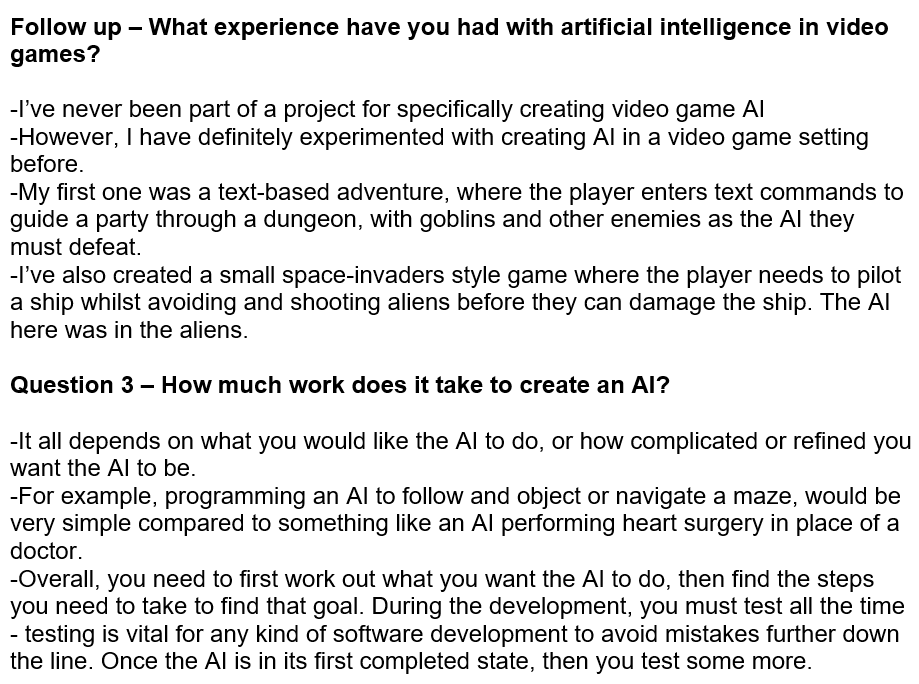 Follow up – What experience have you had with artificial intelligence in video
games?
-I’ve never been part of a project for specifically creating video game AI
-However, I have definitely experimented with creating AI in a video game setting
before.
-My first one was a text-based adventure, where the player enters text commands to
guide a party through a dungeon, with goblins and other enemies as the AI they
must defeat.
-I’ve also created a small space-invaders style game where the player needs to pilot
a ship whilst avoiding and shooting aliens before they can damage the ship. The AI
here was in the aliens.
Question 3 – How much work does it take to create an AI?
-It all depends on what you would like the AI to do, or how complicated or refined you
want the AI to be.
-For example, programming an AI to follow and object or navigate a maze, would be
very simple compared to something like an AI performing heart surgery in place of a
doctor.
-Overall, you need to first work out what you want the AI to do, then find the steps
you need to take to find that goal. During the development, you must test all the time
- testing is vital for any kind of software development to avoid mistakes further down
the line. Once the AI is in its first completed state, then you test some more.